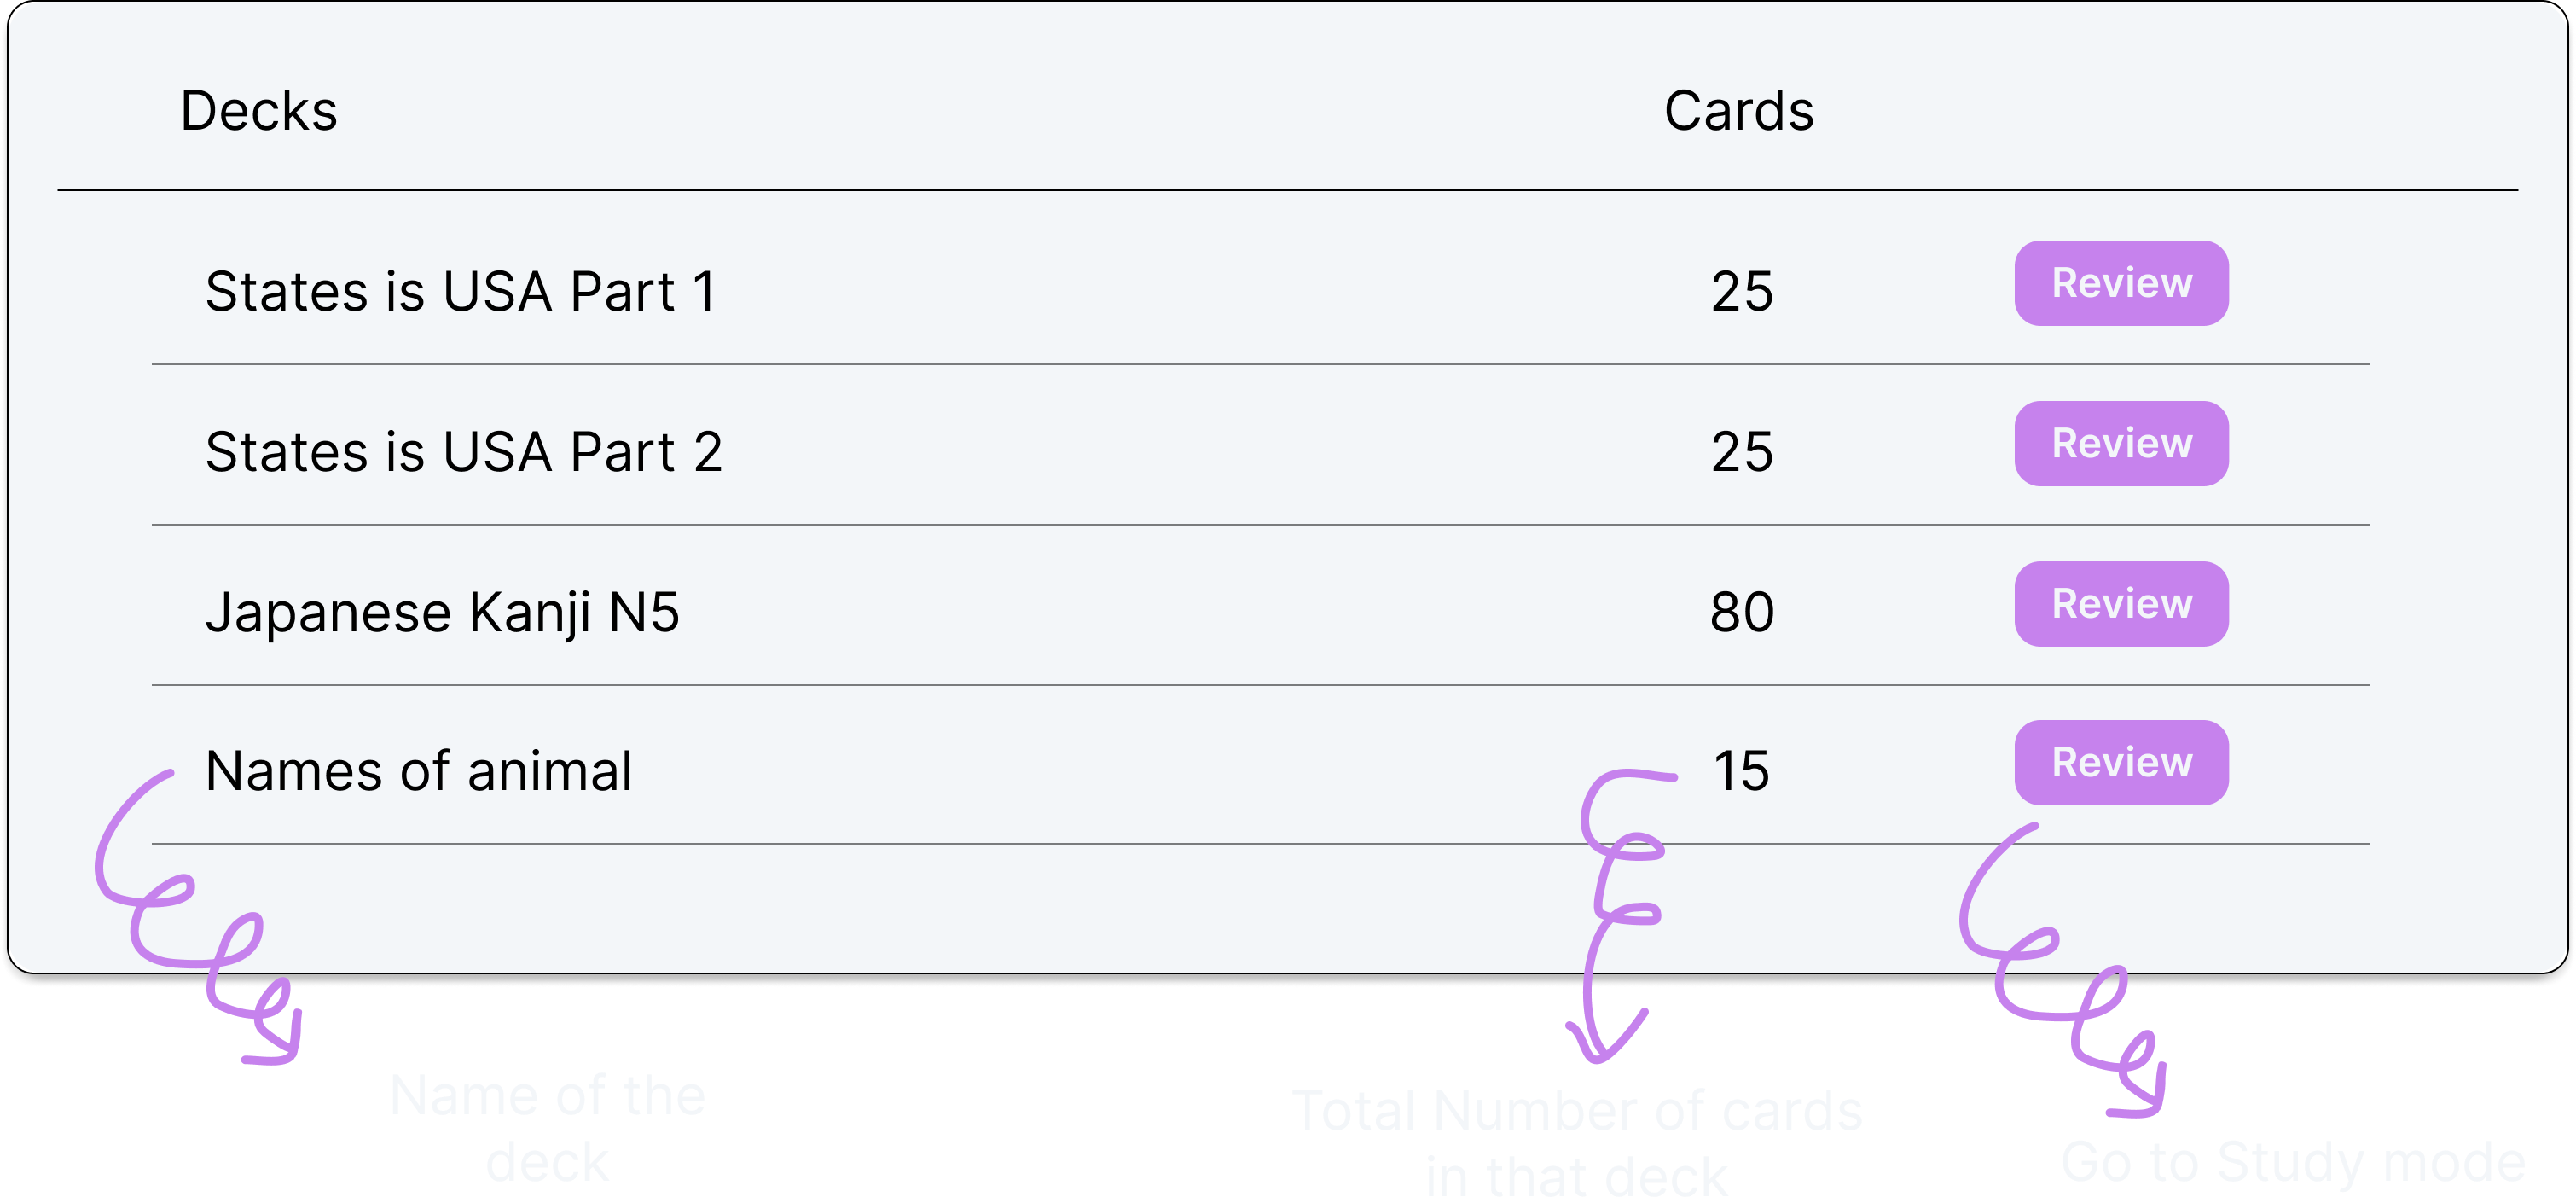 Decks Cards
States is USA Part 1 25 Review
States is USA Part 2 25 Review
Japanese Kanji N5 80 Review
Names of animal 15 Review
Name of the
deck
Total Number of cards
in that deck
Go to Study mode